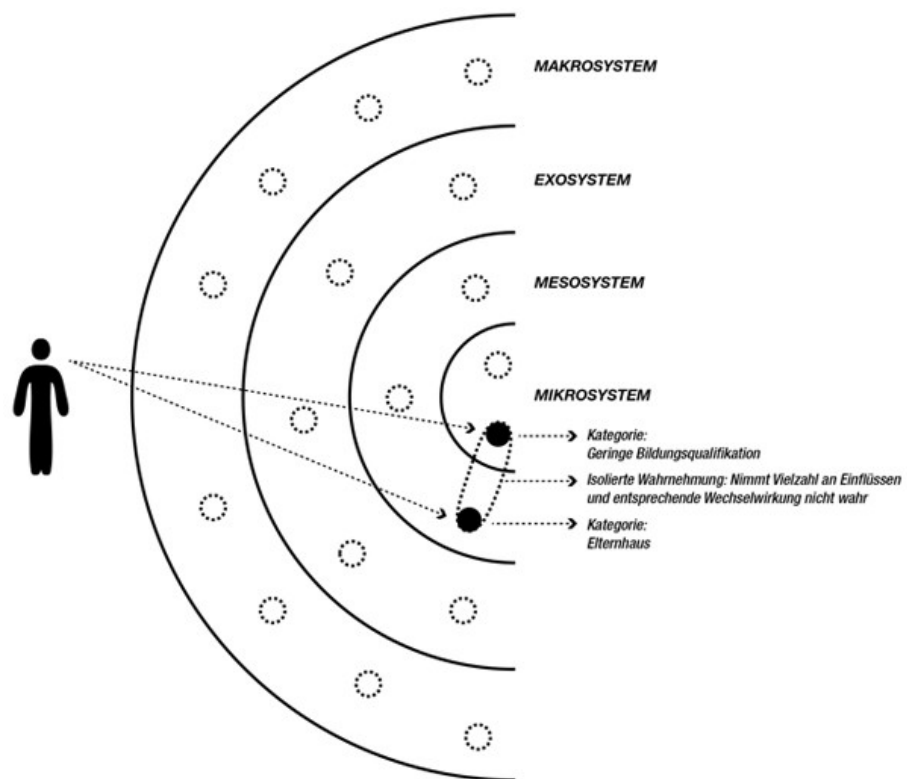 MAKROSYSTEM
EXOSYSTEM
MESOSYSTEM
MIKROSYSTEM
Kategorie:
Geringe Bildungsqualifikation
Isolierte Wahrnehmung: Nimmt Vielzahl an Einflüssen
und entsprechende Wechselwirkung nicht wahr
Kategorie:
Elternhaus